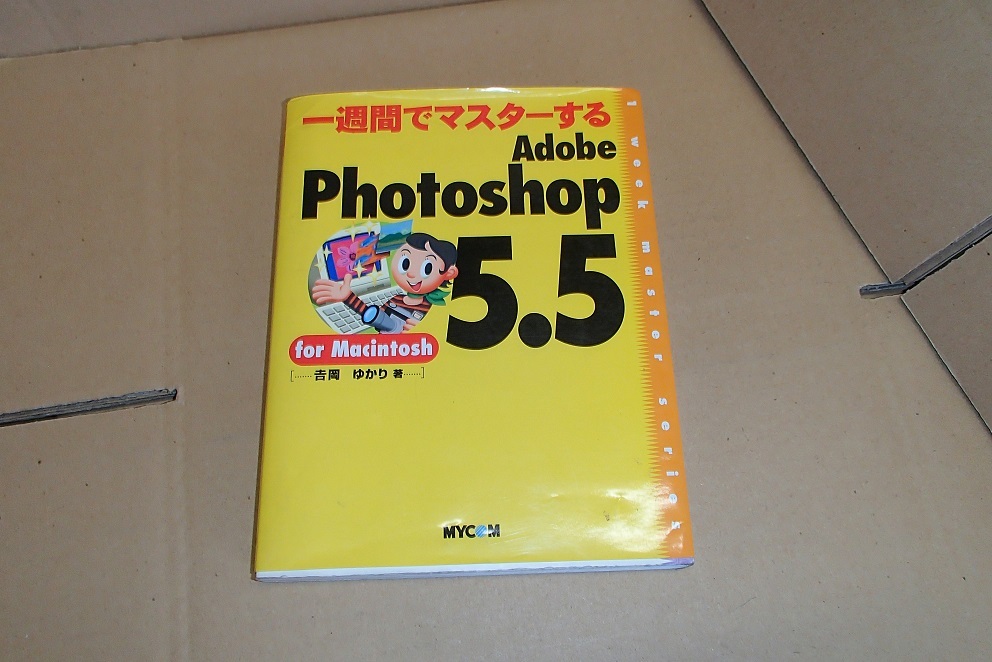 一週間でマスターする
Adobe
Photoshop
5.5
for Macintosh
[……吉岡 ゆかり 著……]
MYCOM
1 week master series